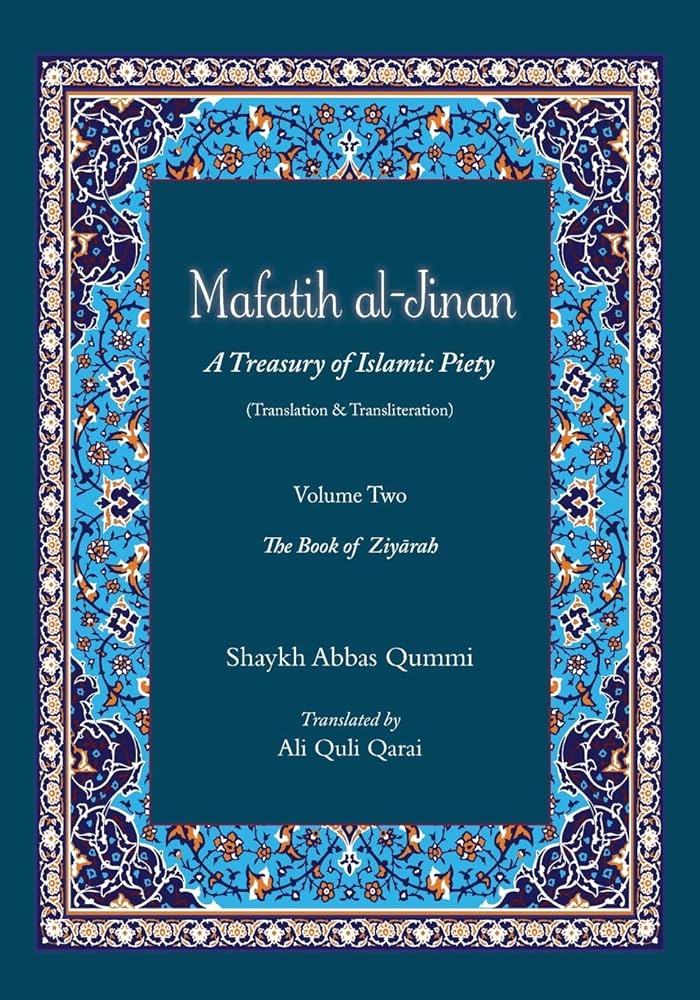 Mafatih al-Jinan
A Treasury of Islamic Piety
(Translation & Transliteration)
Volume Two
The Book of Ziyārah
Shaykh Abbas Qummi
Translated by
Ali Quli Qarai